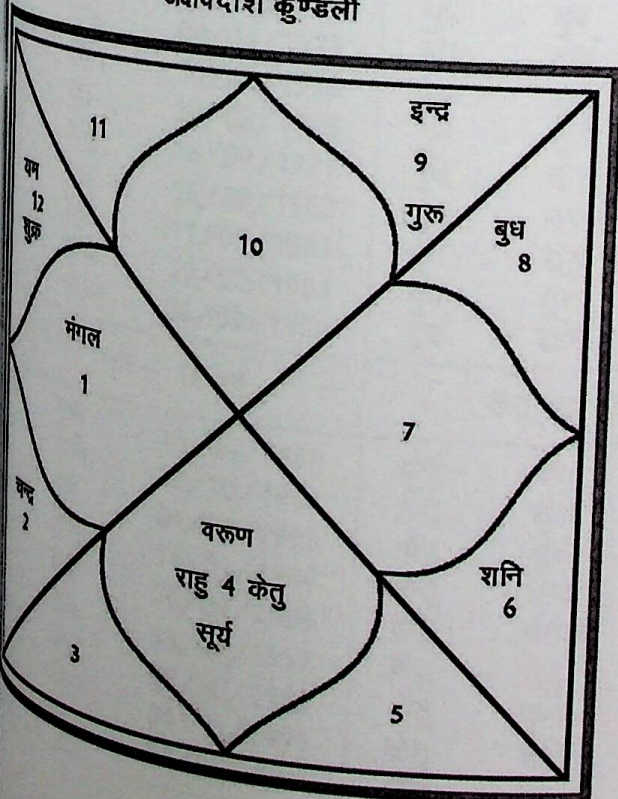 कुण्डली
इन्द्र
11
9
यम
12
शुक्र
गुरू
बुध
10
8
मंगल
1
7
चन्द्र
2
वरूण
राहु 4 केतु
शनि
6
सूर्य
3
5